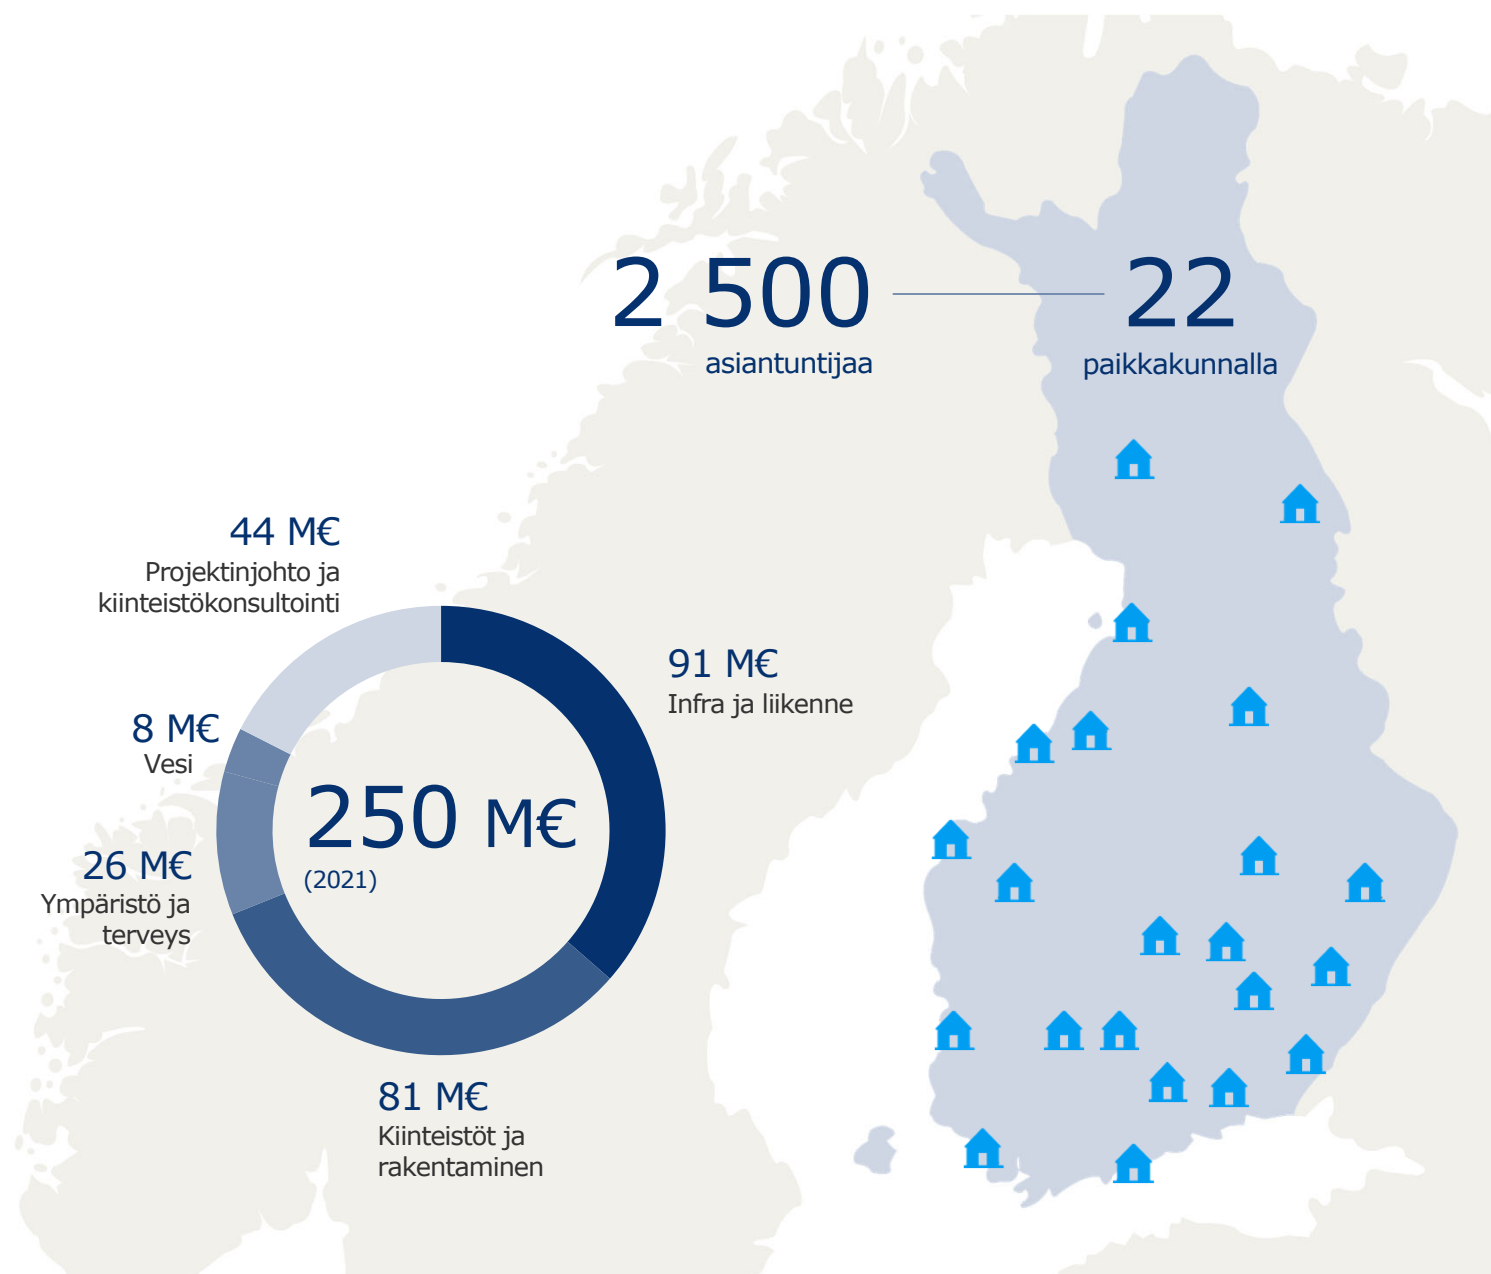 2 500
asiantuntijaa
22
paikkakunnalla
44 M€
Projektinjohto ja
kiinteistökonsultointi
91 M€
Infra ja liikenne
8 M€
Vesi
250 M€
(2021)
26 M€
Ympäristö ja
terveys
81 M€
Kiinteistöt ja
rakentaminen